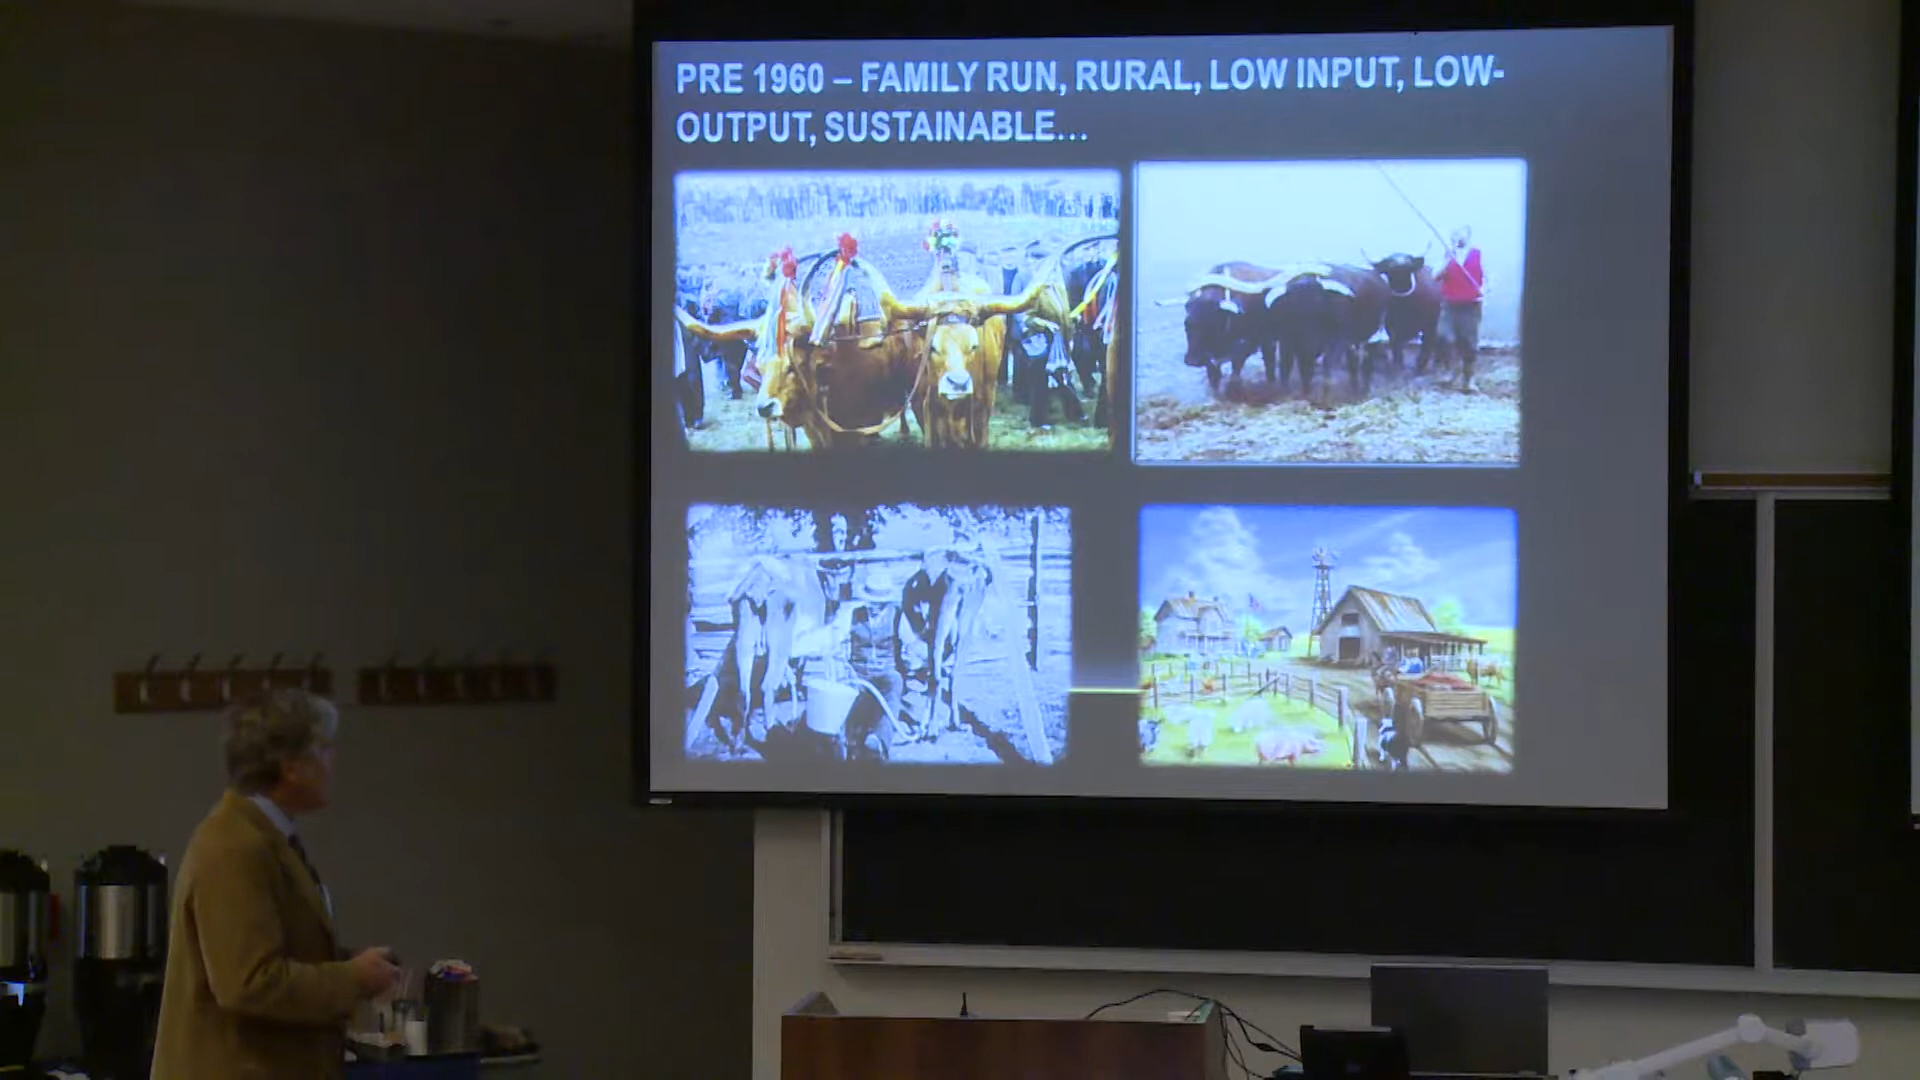 PRE 1960 – FAMILY RUN, RURAL, LOW INPUT, LOW-
OUTPUT, SUSTAINABLE…